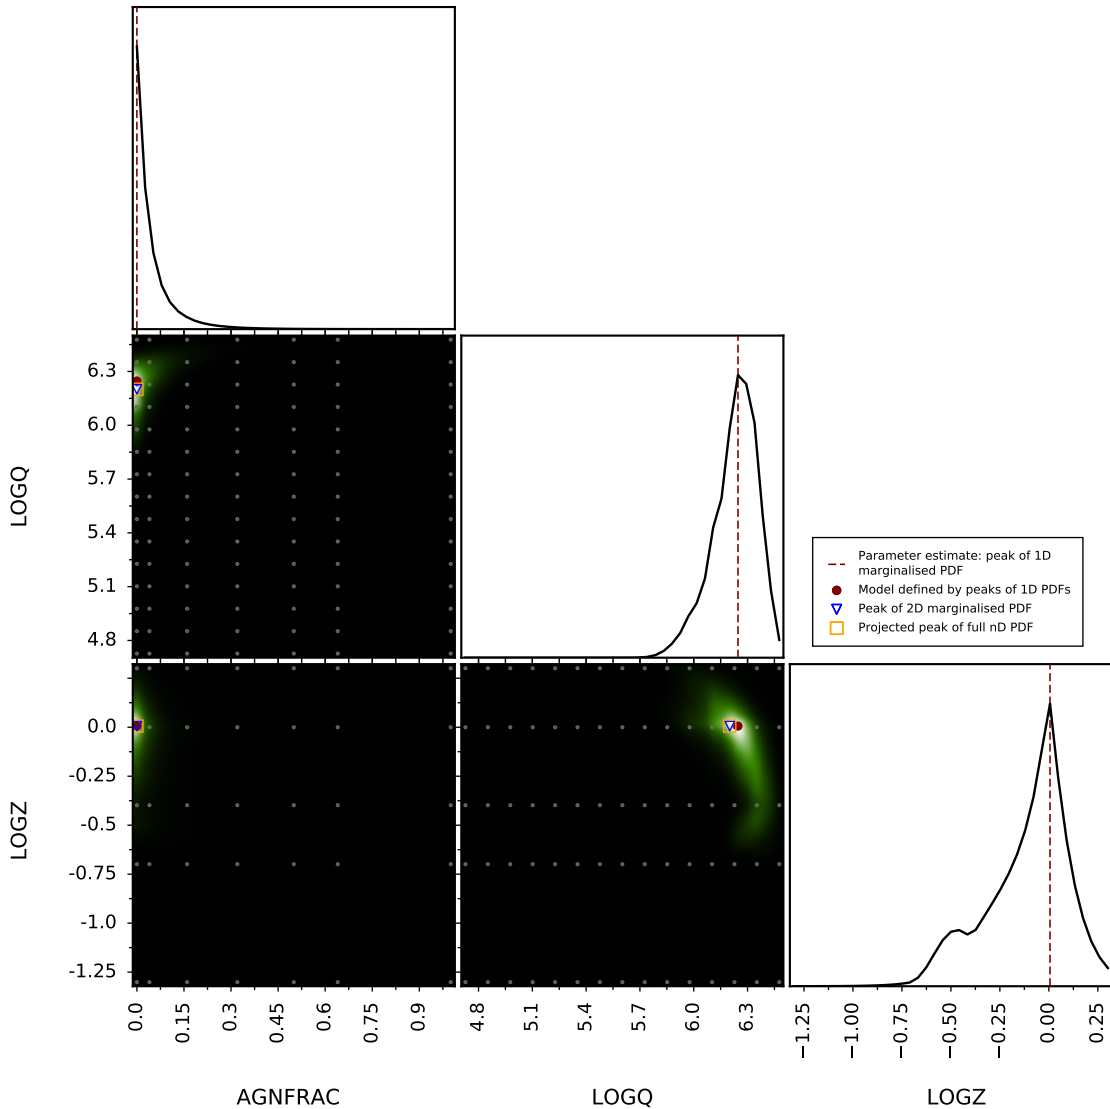 6.3
6.0
5.7
5.4
5.1
4.8
LOGQ
Parameter estimate: peak of 1D
marginalised PDF
Model defined by peaks of 1D PDFs
Peak of 2D marginalised PDF
Projected peak of full nD PDF
0.0
-0.25
-0.5
-0.75
-1.0
-1.25
LOGZ
0.0 0.15 0.3 0.45 0.6 0.75 0.9
4.8 5.1 5.4 5.7 6.0 6.3
−1.25 −1.00 −0.75 −0.50 −0.25 0.00 0.25
AGNFRAC LOGQ LOGZ